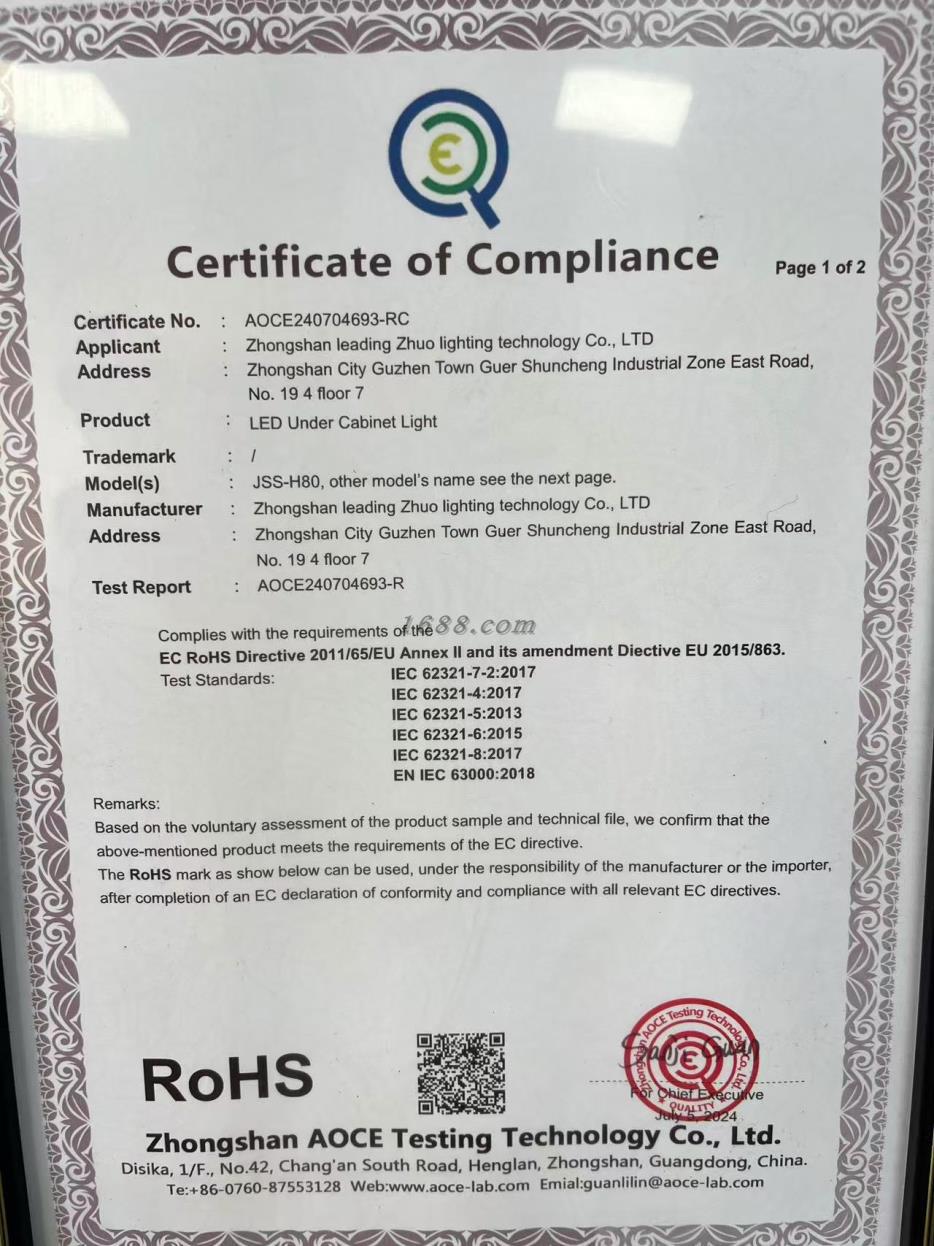 Certificate of Compliance
Page 1 of 2
Certificate No. : AOCE240704693-RC
Applicant : Zhongshan leading Zhuo lighting technology Co., LTD
Address : Zhongshan City Guzhen Town Guer Shuncheng Industrial Zone East Road,
No. 19 4 floor 7
Product : LED Under Cabinet Light
Trademark : /
Model(s) : JSS-H80, other model's name see the next page.
Manufacturer : Zhongshan leading Zhuo lighting technology Co., LTD
Address : Zhongshan City Guzhen Town Guer Shuncheng Industrial Zone East Road,
No. 19 4 floor 7
Test Report : AOCE240704693-R
1688.com
Complies with the requirements of the
EC RoHS Directive 2011/65/EU Annex II and its amendment Diective EU 2015/863.
Test Standards: IEC 62321-7-2:2017
IEC 62321-4:2017
IEC 62321-5:2013
IEC 62321-6:2015
IEC 62321-8:2017
EN IEC 63000:2018
Remarks:
Based on the voluntary assessment of the product sample and technical file, we confirm that the
above-mentioned product meets the requirements of the EC directive.
The RoHS mark as show below can be used, under the responsibility of the manufacturer or the importer,
after completion of an EC declaration of conformity and compliance with all relevant EC directives.
RoHS
Zhongshan AOCE Testing Technology Co., Ltd.
QUALITY
For Chief Executive
July 5, 2024
Zhongshan AOCE Testing Technology Co., Ltd.
Disika, 1/F., No.42, Chang'an South Road, Henglan, Zhongshan, Guangdong, China.
Te:+86-0760-87553128 Web:www.aoce-lab.com Emial:guanlilin@aoce-lab.com